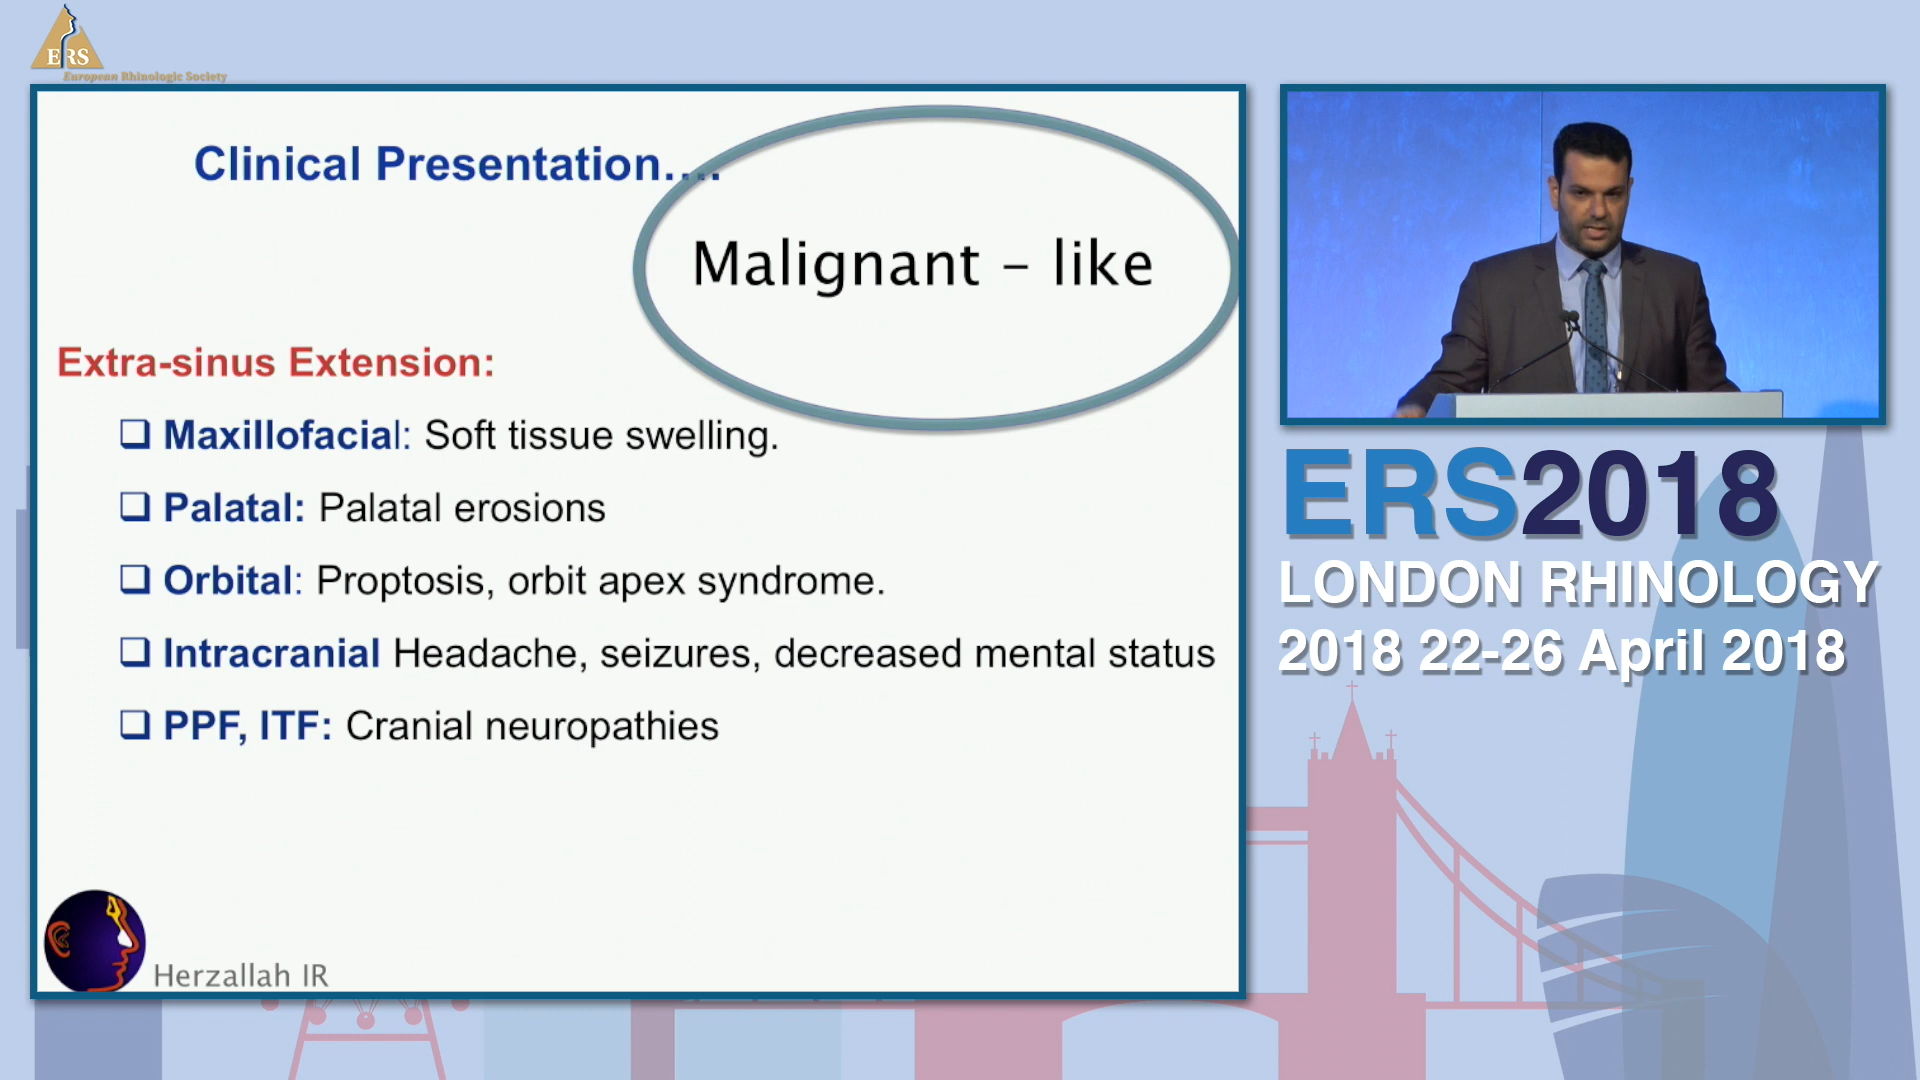 ERS
European Rhinologic Society
Clinical Presentation....
Malignant – like
Extra-sinus Extension:
❑ Maxillofacial: Soft tissue swelling.
❑ Palatal: Palatal erosions
❑ Orbital: Proptosis, orbit apex syndrome.
❑ Intracranial Headache, seizures, decreased mental status
❑ PPF, ITF: Cranial neuropathies
Herzallah IR
ERS2018
LONDON RHINOLOGY
2018 22-26 April 2018